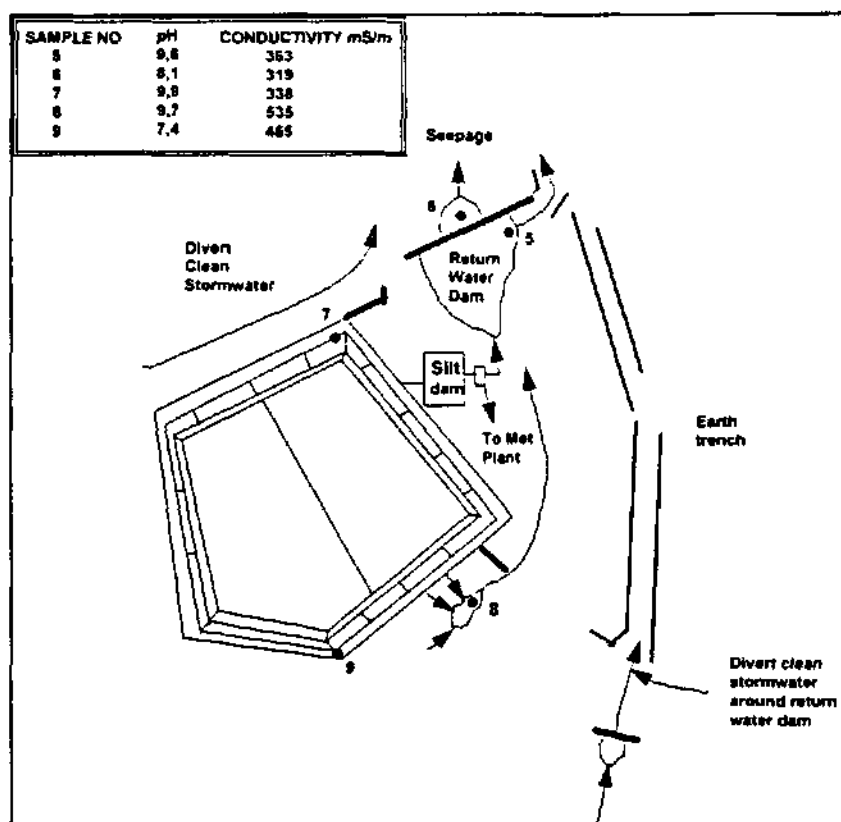 SAMPLE NO pH CONDUCTIVITY mS/m
5 9,6 363
6 8,1 319
7 9,9 338
8 9,7 535
9 7,4 465
Seepage
6
5
Divert
Clean
Stormwater
Return
Water
Dam
7
Silt
dam
To Met
Plant
Earth
trench
8
9
Divert clean
stormwater
around return
water dam